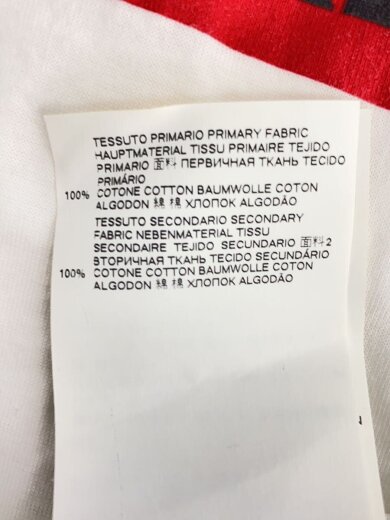 TESSUTO PRIMARIO PRIMARY FABRIC
HAUPTMATERIAL TISSU PRIMAIRE TEJIDO
PRIMARIO 面料 ПЕРВИЧНАЯ ТКАНЬ TECIDO
PRIMÁRIO
100% COTONE COTTON BAUMWOLLE COTON
ALGODON 綿 棉 ХЛОПОК ALGODÃO
TESSUTO SECONDARIO SECONDARY
FABRIC NEBENMATERIAL TISSU
SECONDAIRE TEJIDO SECUNDARIO 面料2
ВТОРИЧНАЯ ТКАНЬ TECIDO SECUNDÁRIO
100% COTONE COTTON BAUMWOLLE COTON
ALGODON 綿 棉 ХЛОПОК ALGODÃO